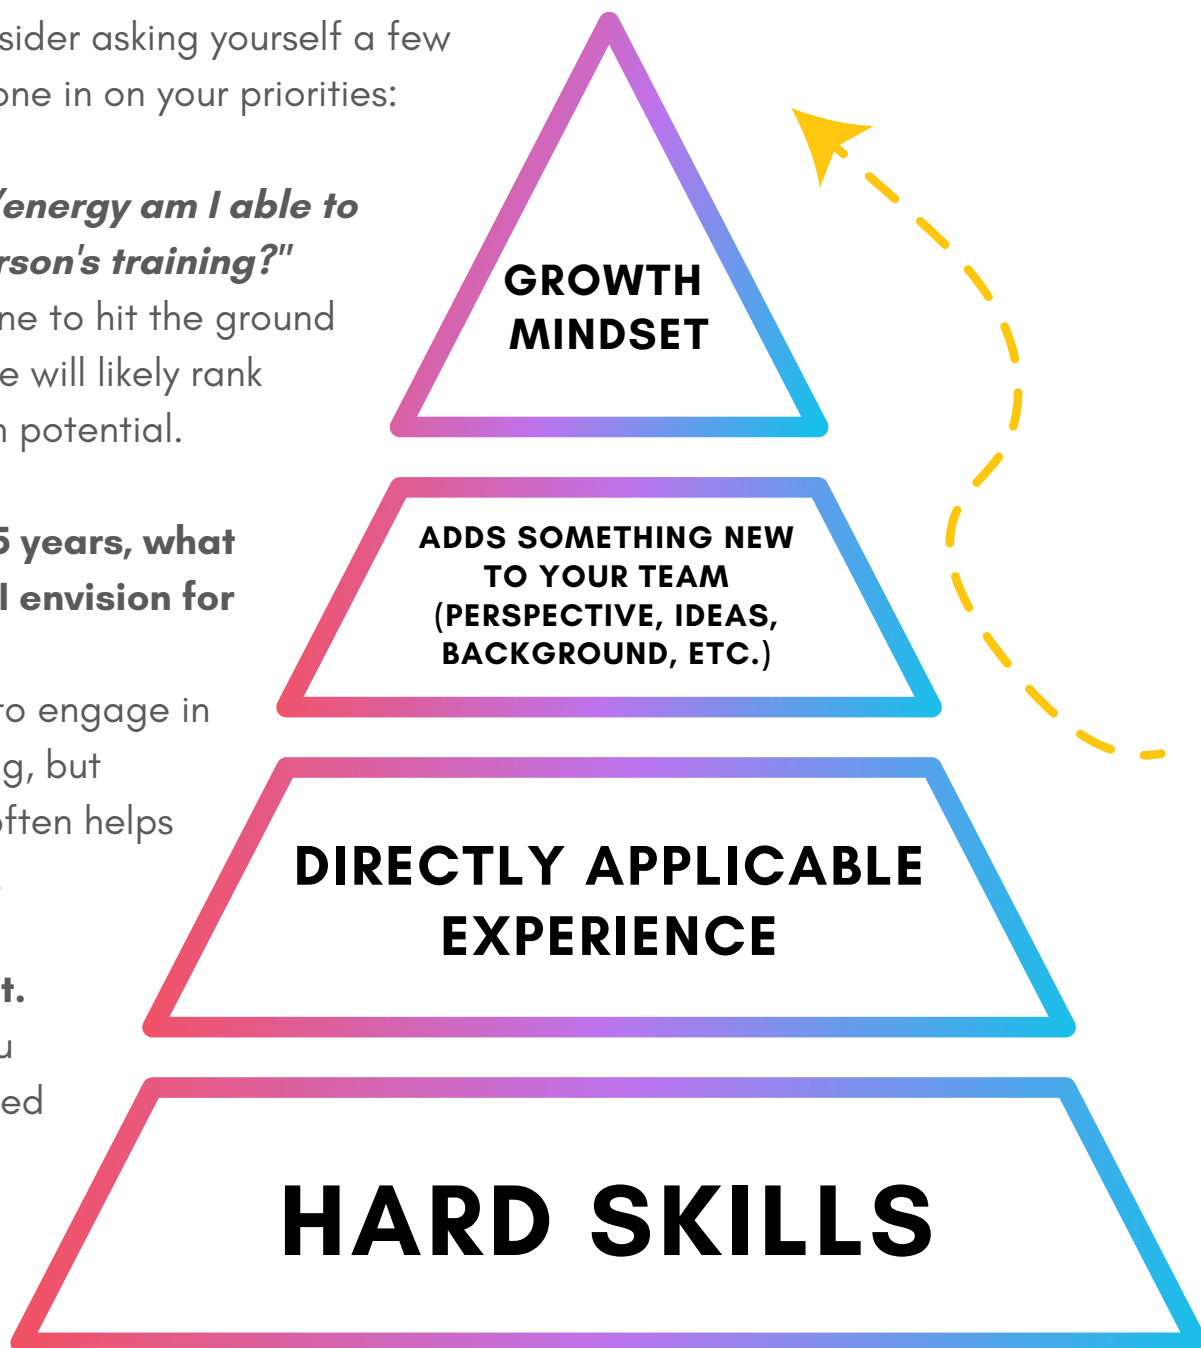 sider asking yourself a few
one in on your priorities:
/energy am I able to
rson's training?"
ne to hit the ground
e will likely rank
n potential.
5 years, what
I envision for
to engage in
g, but
often helps
t.
u
ed
GROWTH
MINDSET
ADDS SOMETHING NEW
TO YOUR TEAM
(PERSPECTIVE, IDEAS,
BACKGROUND, ETC.)
DIRECTLY APPLICABLE
EXPERIENCE
HARD SKILLS